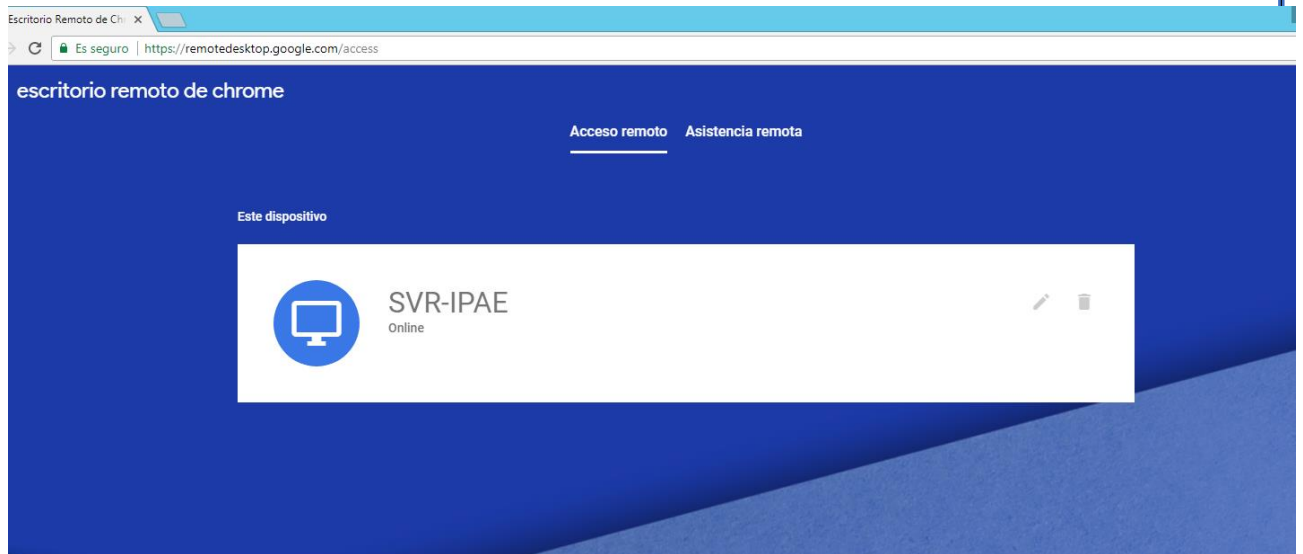 Escritorio Remoto de Ch
Es seguro | https://remotedesktop.google.com/access
escritorio remoto de chrome
Acceso remoto Asistencia remota
Este dispositivo
SVR-IPAE
Online